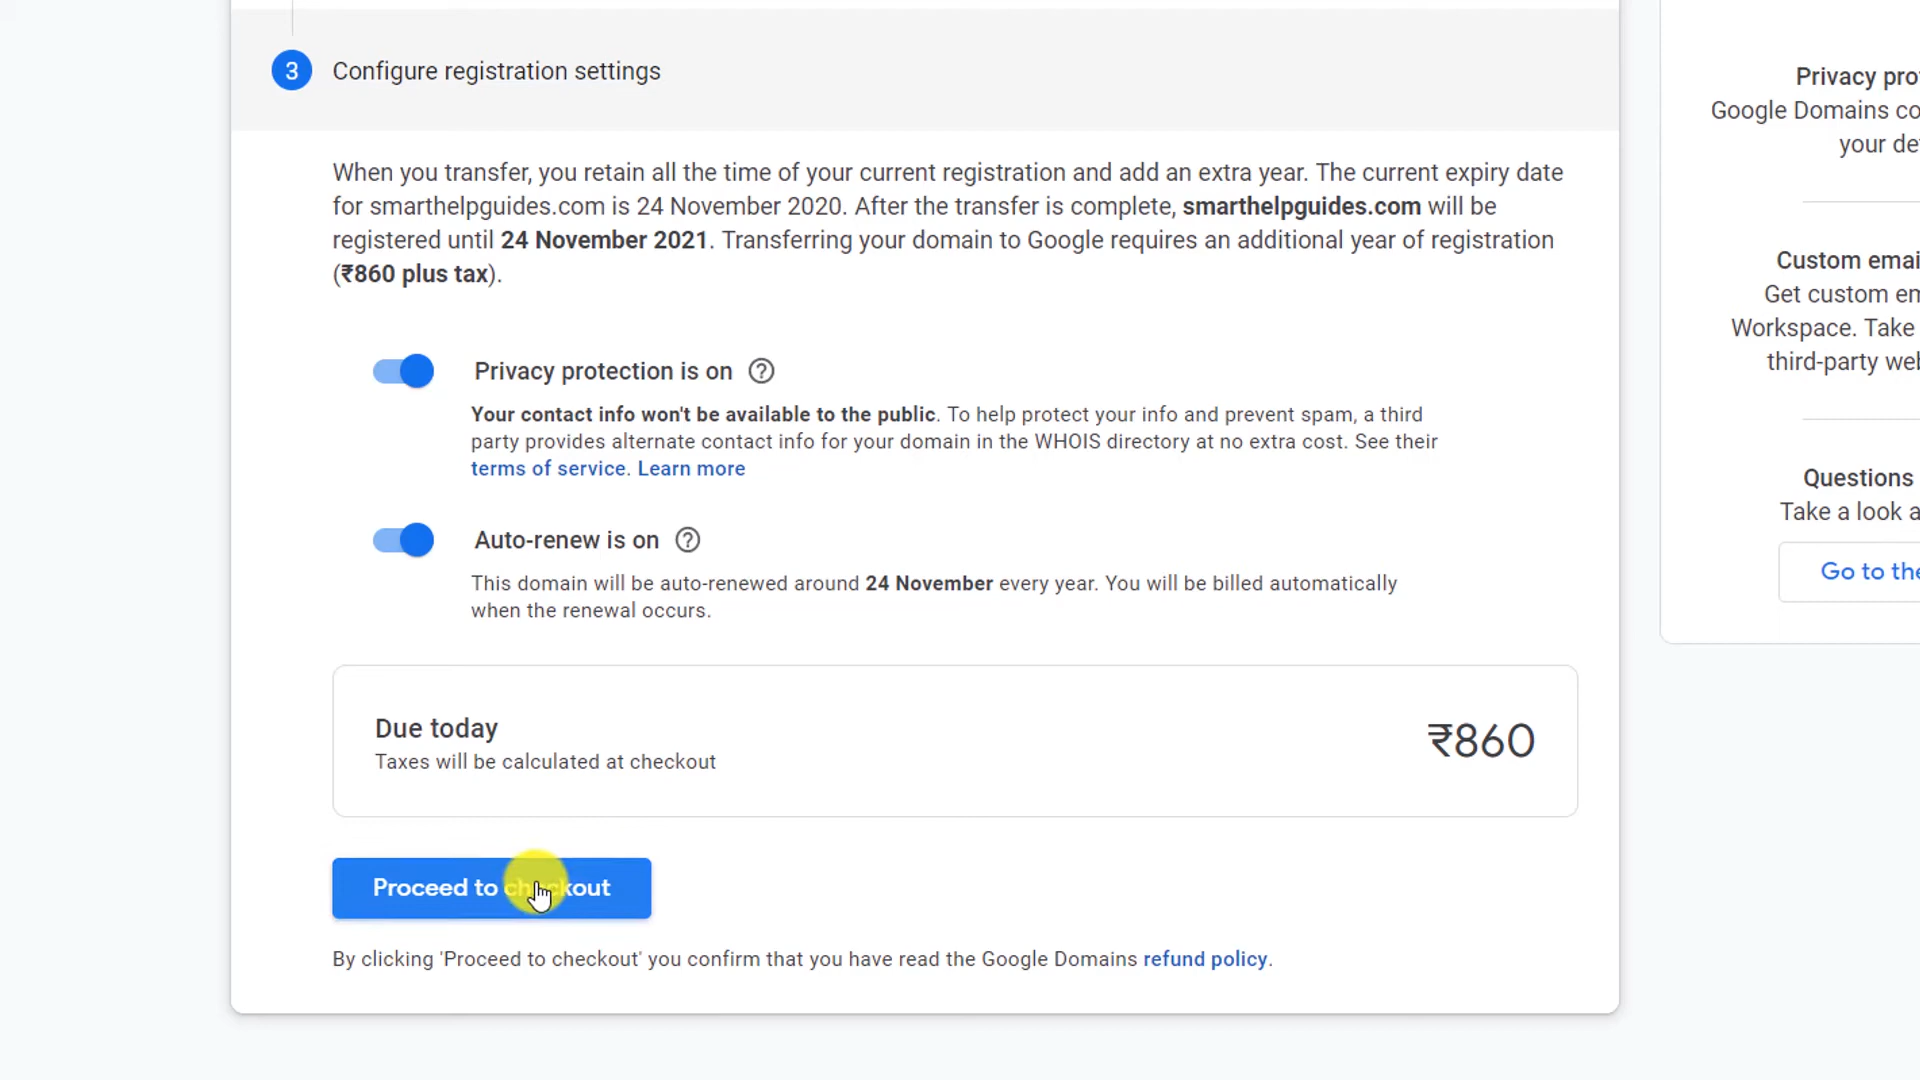 3 Configure registration settings
When you transfer, you retain all the time of your current registration and add an extra year. The current expiry date
for smarthelpguides.com is 24 November 2020. After the transfer is complete, smarthelpguides.com will be
registered until 24 November 2021. Transferring your domain to Google requires an additional year of registration
(₹860 plus tax).
Privacy protection is on
Your contact info won't be available to the public. To help protect your info and prevent spam, a third
party provides alternate contact info for your domain in the WHOIS directory at no extra cost. See their
terms of service. Learn more
Auto-renew is on
This domain will be auto-renewed around 24 November every year. You will be billed automatically
when the renewal occurs.
Due today
Taxes will be calculated at checkout
₹860
Proceed to checkout
By clicking 'Proceed to checkout' you confirm that you have read the Google Domains refund policy.
Privacy
Google Domains
your
Custom
Get custom
Workspace. Take
third-party
Questions
Take a look
Go to